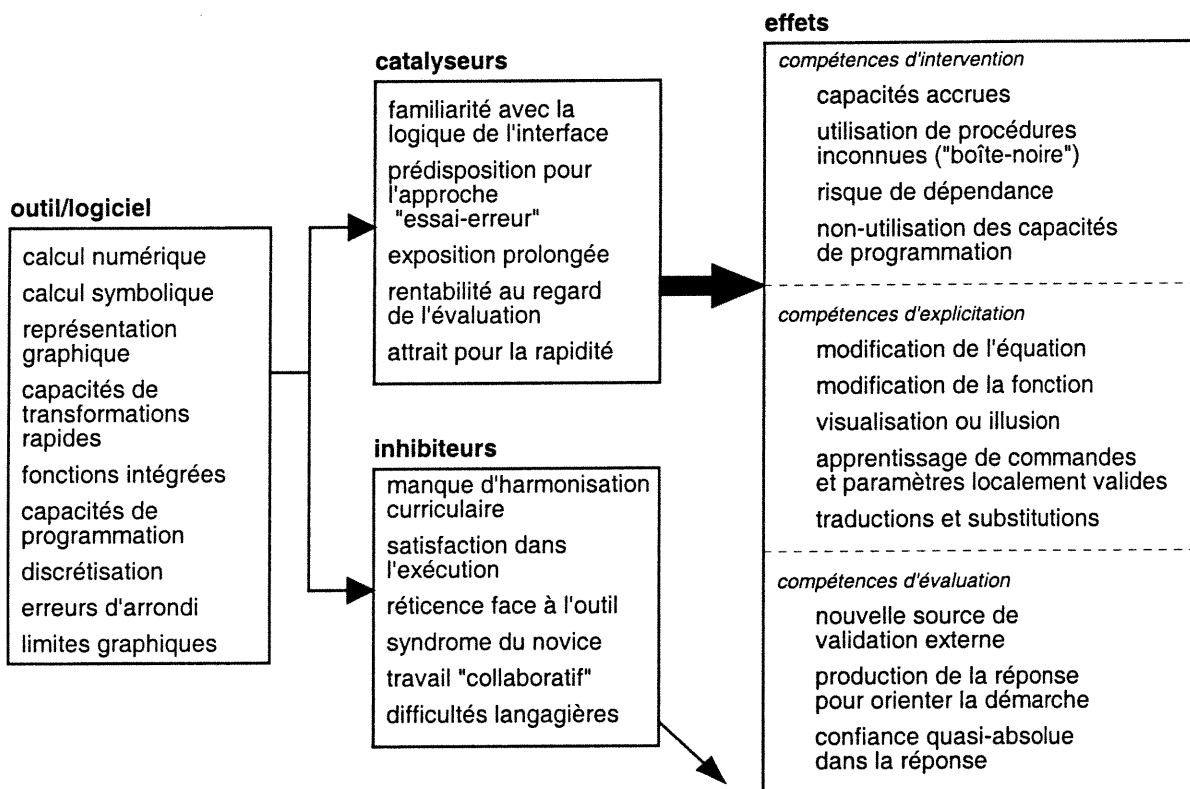 outil/logiciel
calcul numérique
calcul symbolique
représentation
graphique
capacités de
transformations
rapides
fonctions intégrées
capacités de
programmation
discrétisation
erreurs d'arrondi
limites graphiques
catalyseurs
familiarité avec la
logique de l'interface
prédisposition pour
l'approche
"essai-erreur"
exposition prolongée
rentabilité au regard
de l'évaluation
attrait pour la rapidité
inhibiteurs
manque d'harmonisation
curriculaire
satisfaction dans
l'exécution
réticence face à l'outil
syndrome du novice
travail "collaboratif"
difficultés langagières
effets
compétences d'intervention
capacités accrues
utilisation de procédures
inconnues ("boîte-noire")
risque de dépendance
non-utilisation des capacités
de programmation
compétences d'explicitation
modification de l'équation
modification de la fonction
visualisation ou illusion
apprentissage de commandes
et paramètres localement valides
traductions et substitutions
compétences d'évaluation
nouvelle source de
validation externe
production de la réponse
pour orienter la démarche
confiance quasi-absolue
dans la réponse